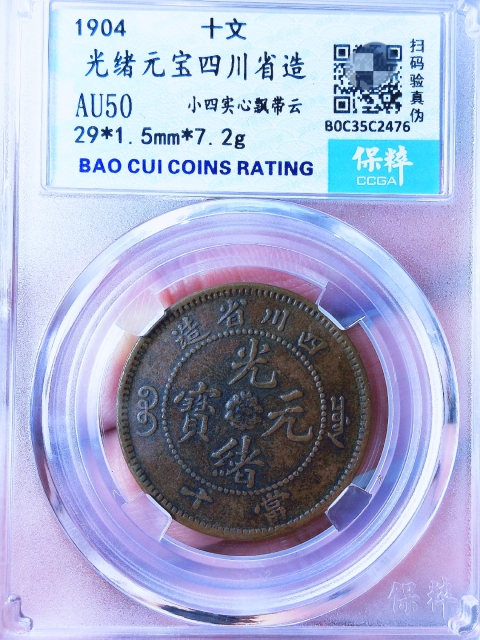 1904 十文
光绪元宝四川省造
AU50 小四实心飘带云
29*1.5mm*7.2g
BAO CUI COINS RATING
扫码验真伪
B0C35C2476
保粹
CCGA
造省川四
光緒元寳
十當
保粹